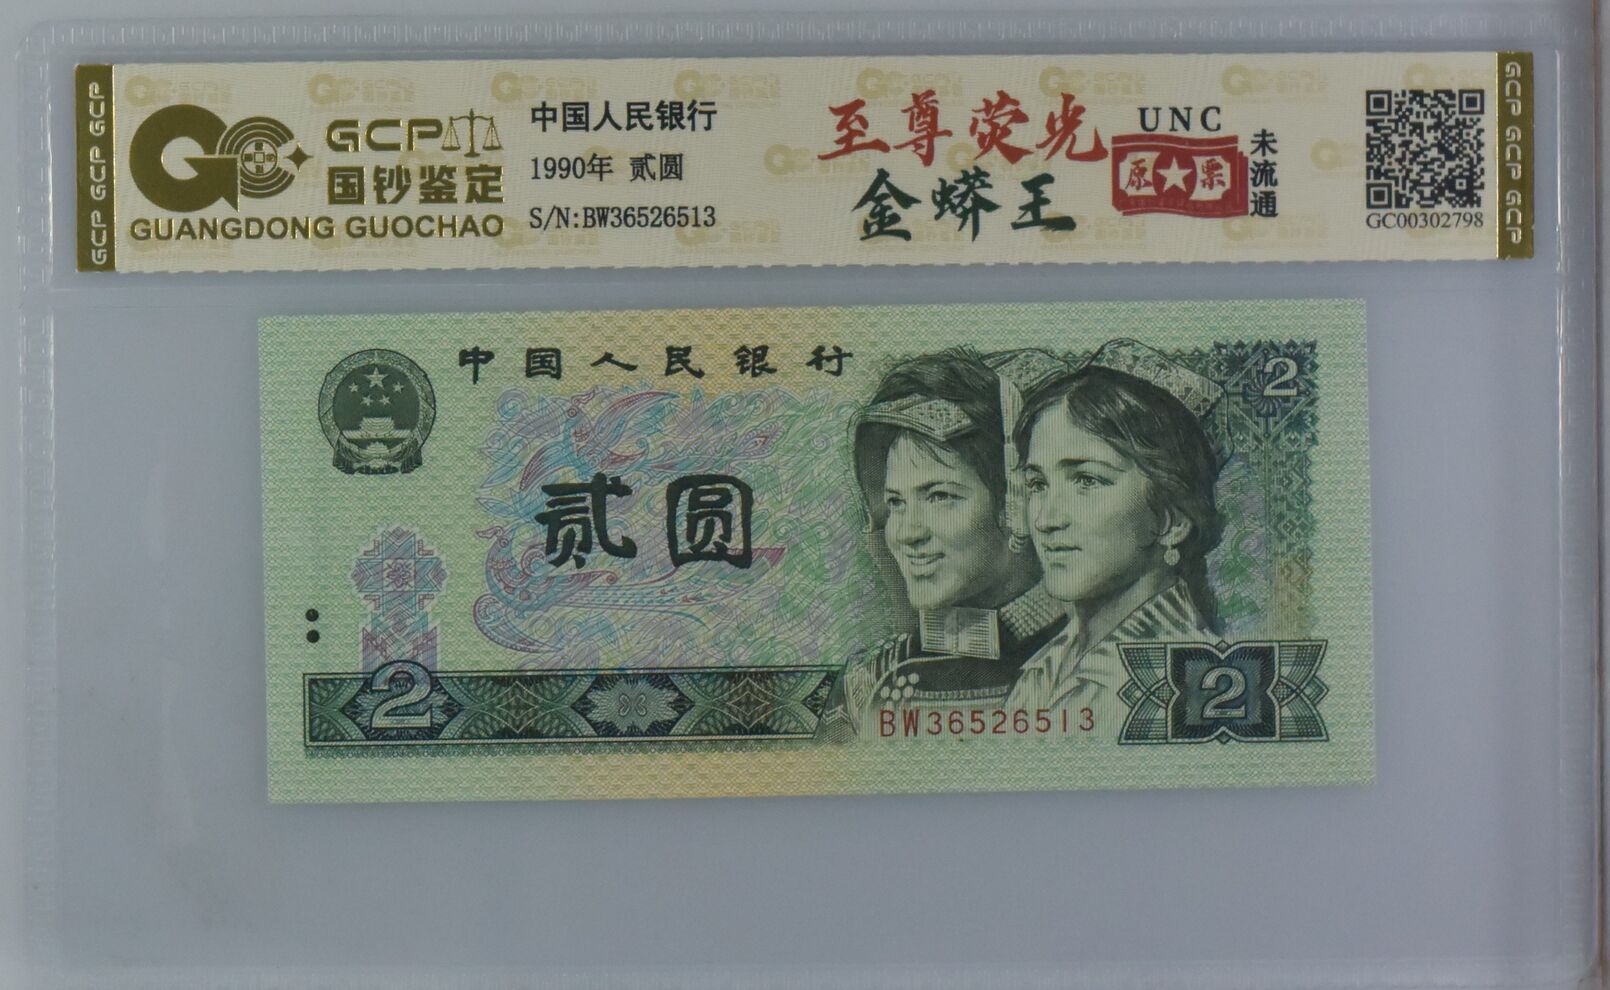 GCP GCP GCP
GCP
国钞鉴定
GUANGDONG GUOCHAO
中国人民银行
1990年 贰圆
S/N:BW36526513
至尊荧光
金蟒王
UNC
原★票
未流通
GC00302798
GCP GCP GCP
中国人民银行
2
贰圆
2
BW36526513
2